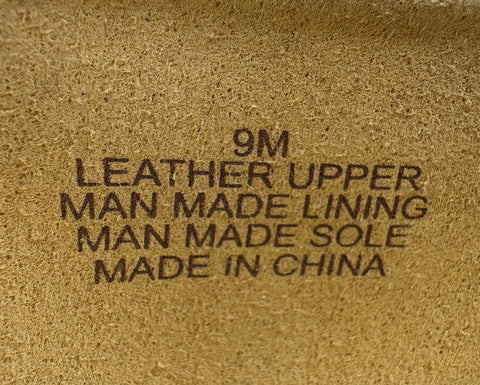 9M
LEATHER UPPER
MAN MADE LINING
MAN MADE SOLE
MADE IN CHINA